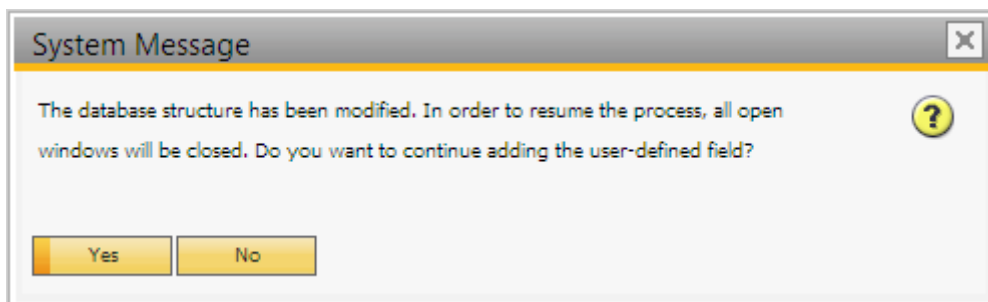 System Message
The database structure has been modified. In order to resume the process, all open
windows will be closed. Do you want to continue adding the user-defined field?
?
Yes No